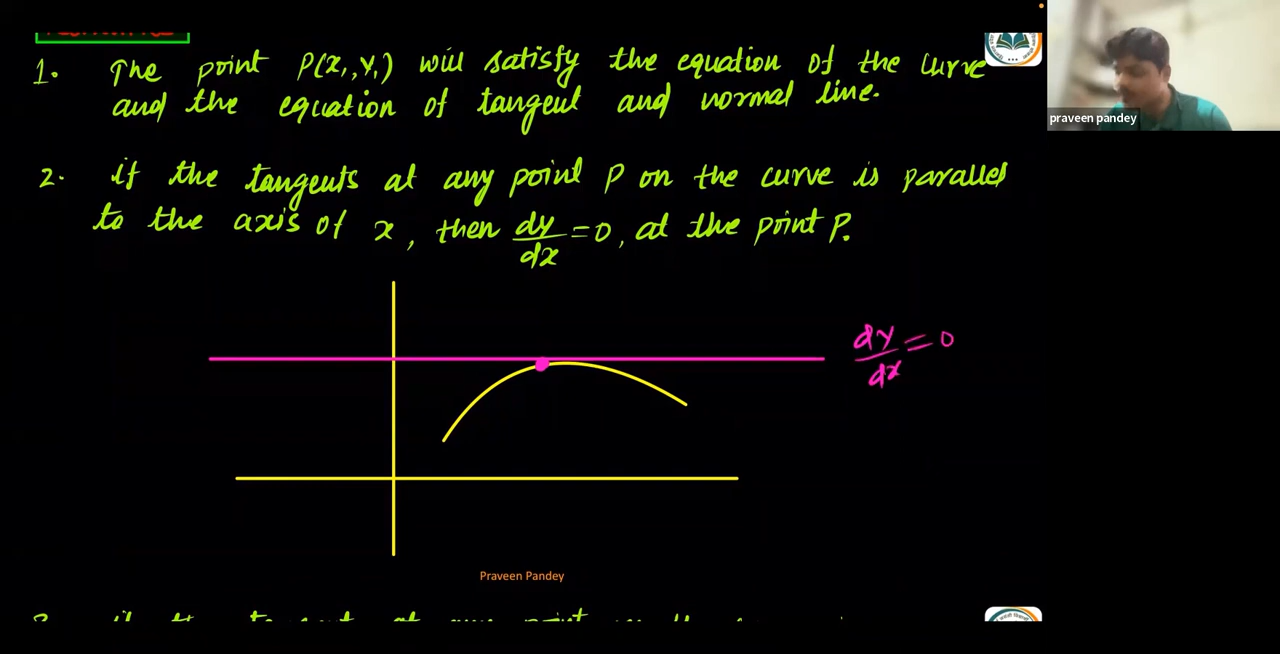 1. The point P(x₁, Y₁) will satisfy the equation of the curve
and the equation of tangent and normal line.
praveen pandey
2. if the tangents at any point P on the curve is parallel
to the axis of x, then dy/dx = 0, at the point P.
dy/dx = 0
Praveen Pandey